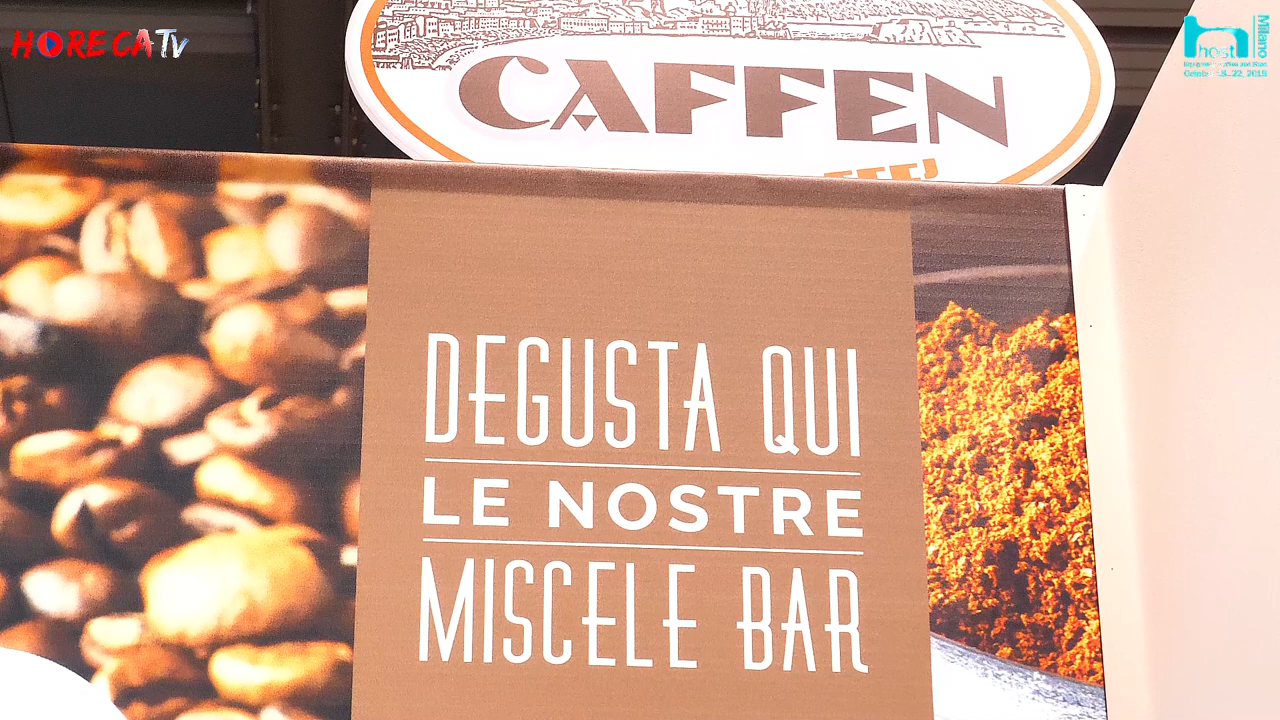 HORECATV
host
Milano
CAFFEN
DEGUSTA QUI
LE NOSTRE
MISCELE BAR